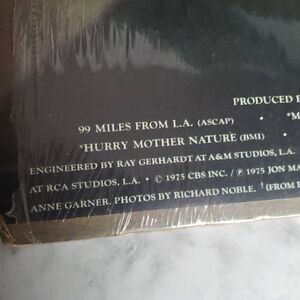 PRODUCED
99 MILES FROM L.A. (ASCAP) *M
*HURRY MOTHER NATURE (BMI)
ENGINEERED BY RAY GERHARDT AT A&M STUDIOS, L.A.
AT RCA STUDIOS, L.A. • © 1975 CBS INC. / ℗ 1975 JON MA
ANNE GARNER. PHOTOS BY RICHARD NOBLE. † (FROM